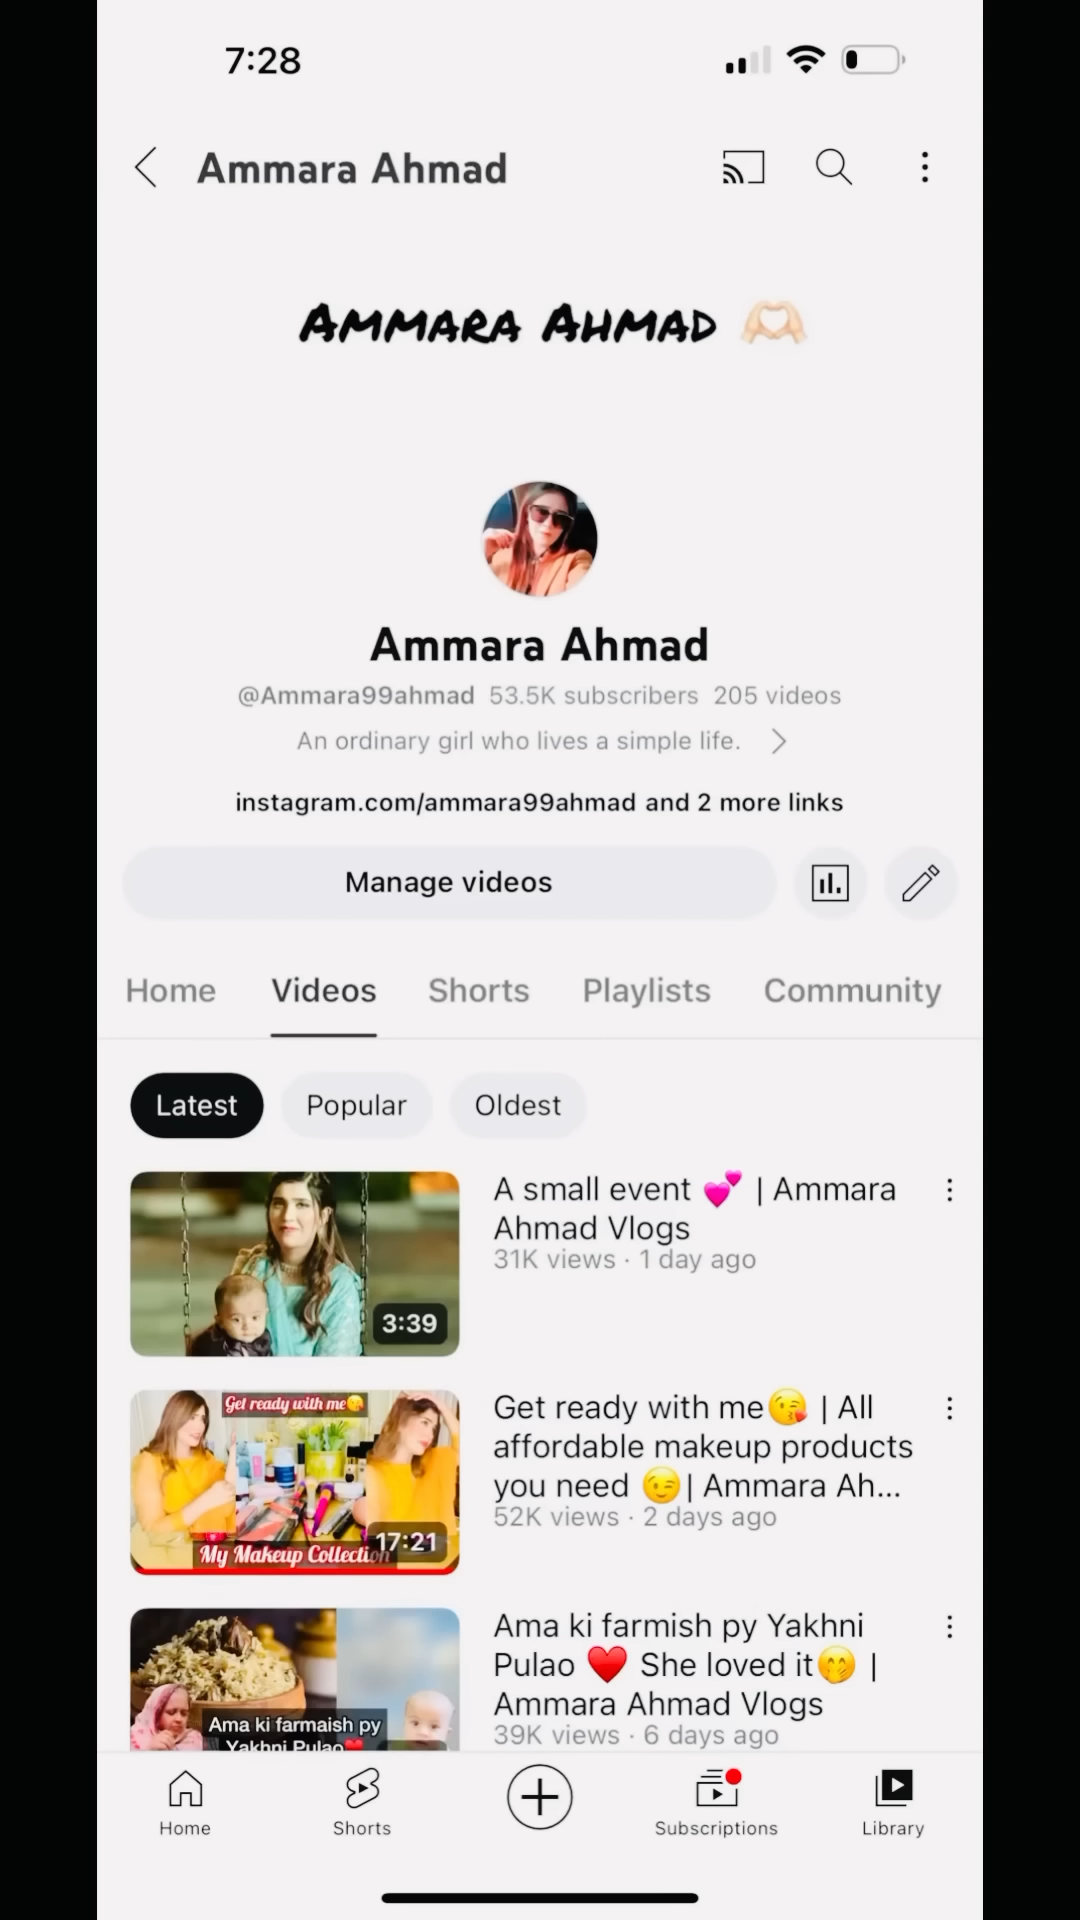 7:28
Ammara Ahmad
AMMARA AHMAD 🫶🏻
Ammara Ahmad
@Ammara99ahmad 53.5K subscribers 205 videos
An ordinary girl who lives a simple life.
instagram.com/ammara99ahmad and 2 more links
Manage videos
Home Videos Shorts Playlists Community
Latest Popular Oldest
3:39
A small event 💕 | Ammara
Ahmad Vlogs
31K views · 1 day ago
Get ready with me😘
My Makeup Collection
17:21
Get ready with me😘 | All
affordable makeup products
you need 😉| Ammara Ah...
52K views · 2 days ago
Ama ki farmaish py
Yakhni Pulao❤️
Ama ki farmish py Yakhni
Pulao ❤️ She loved it🤭 |
Ammara Ahmad Vlogs
39K views · 6 days ago
Home Shorts Subscriptions Library